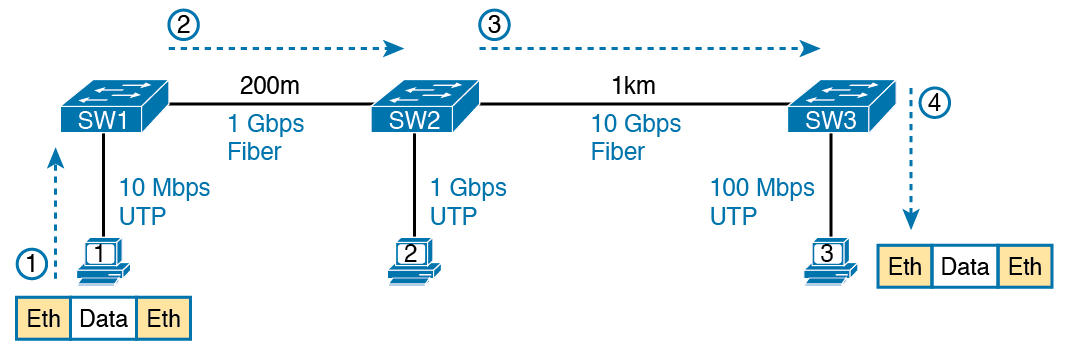 2
3
200m
1km
SW1
SW2
SW3
4
1 Gbps
Fiber
10 Gbps
Fiber
10 Mbps
UTP
1 Gbps
UTP
100 Mbps
UTP
1
1
2
3
Eth Data Eth
Eth Data Eth